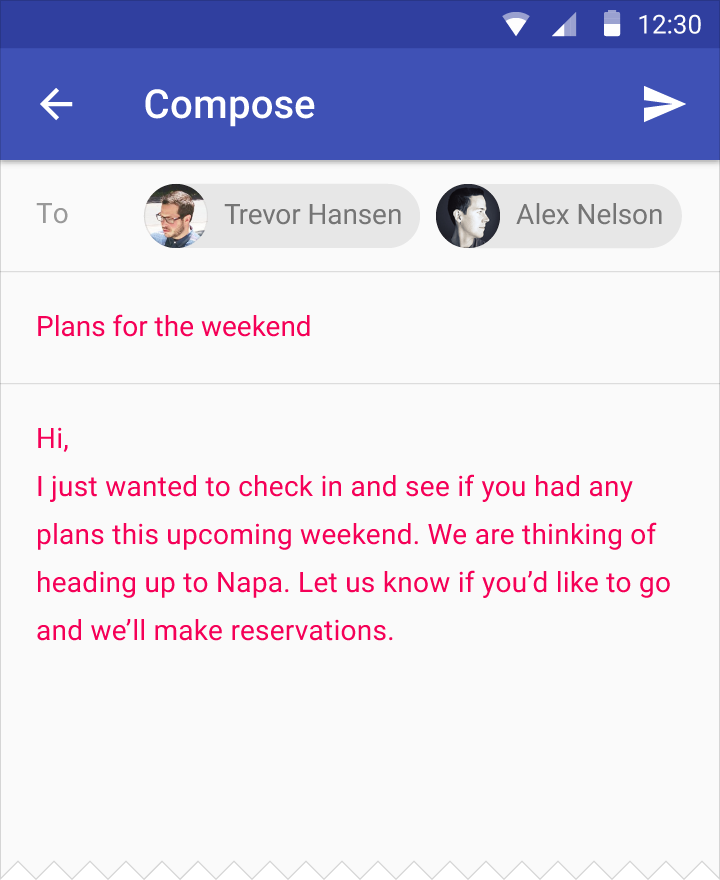 12:30
Compose
To Trevor Hansen Alex Nelson
Plans for the weekend
Hi,
I just wanted to check in and see if you had any
plans this upcoming weekend. We are thinking of
heading up to Napa. Let us know if you’d like to go
and we’ll make reservations.